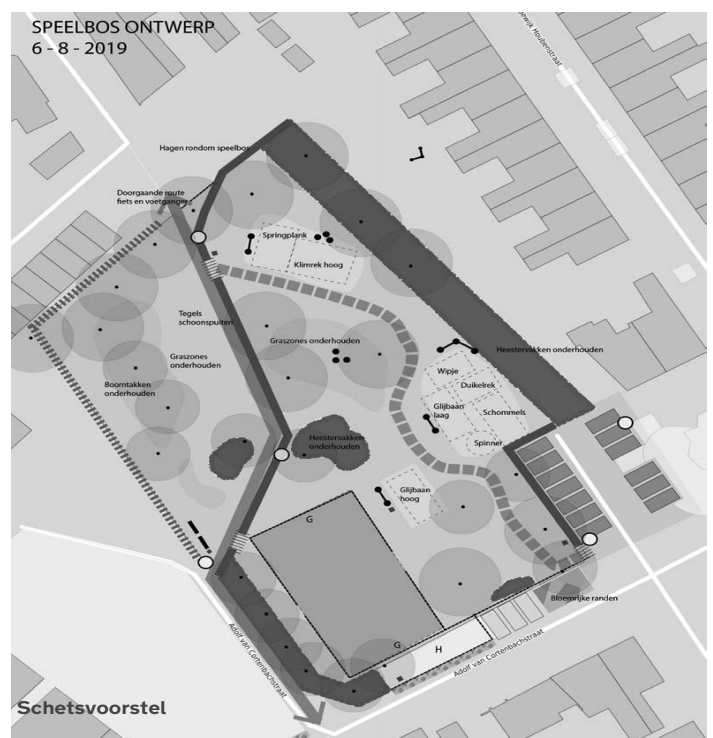 SPEELBOS ONTWERP
6 - 8 - 2019
Hagen rondom speelbos
Doorgaande route
fiets en voetganger
Springplank
Klimrek hoog
Tegels
schoonspuiten
Graszones onderhouden
Graszones
onderhouden
Boomtakken
onderhouden
Heestervakken onderhouden
Wipje
Duikelrek
Glijbaan
laag
Schommels
Spinner
Heestervakken
onderhouden
Glijbaan
hoog
G
G
H
Bloemrijke randen
Adolf van Cortenbachstraat
Adolf van Cortenbachstraat
Houbenstraat
Schetsvoorstel